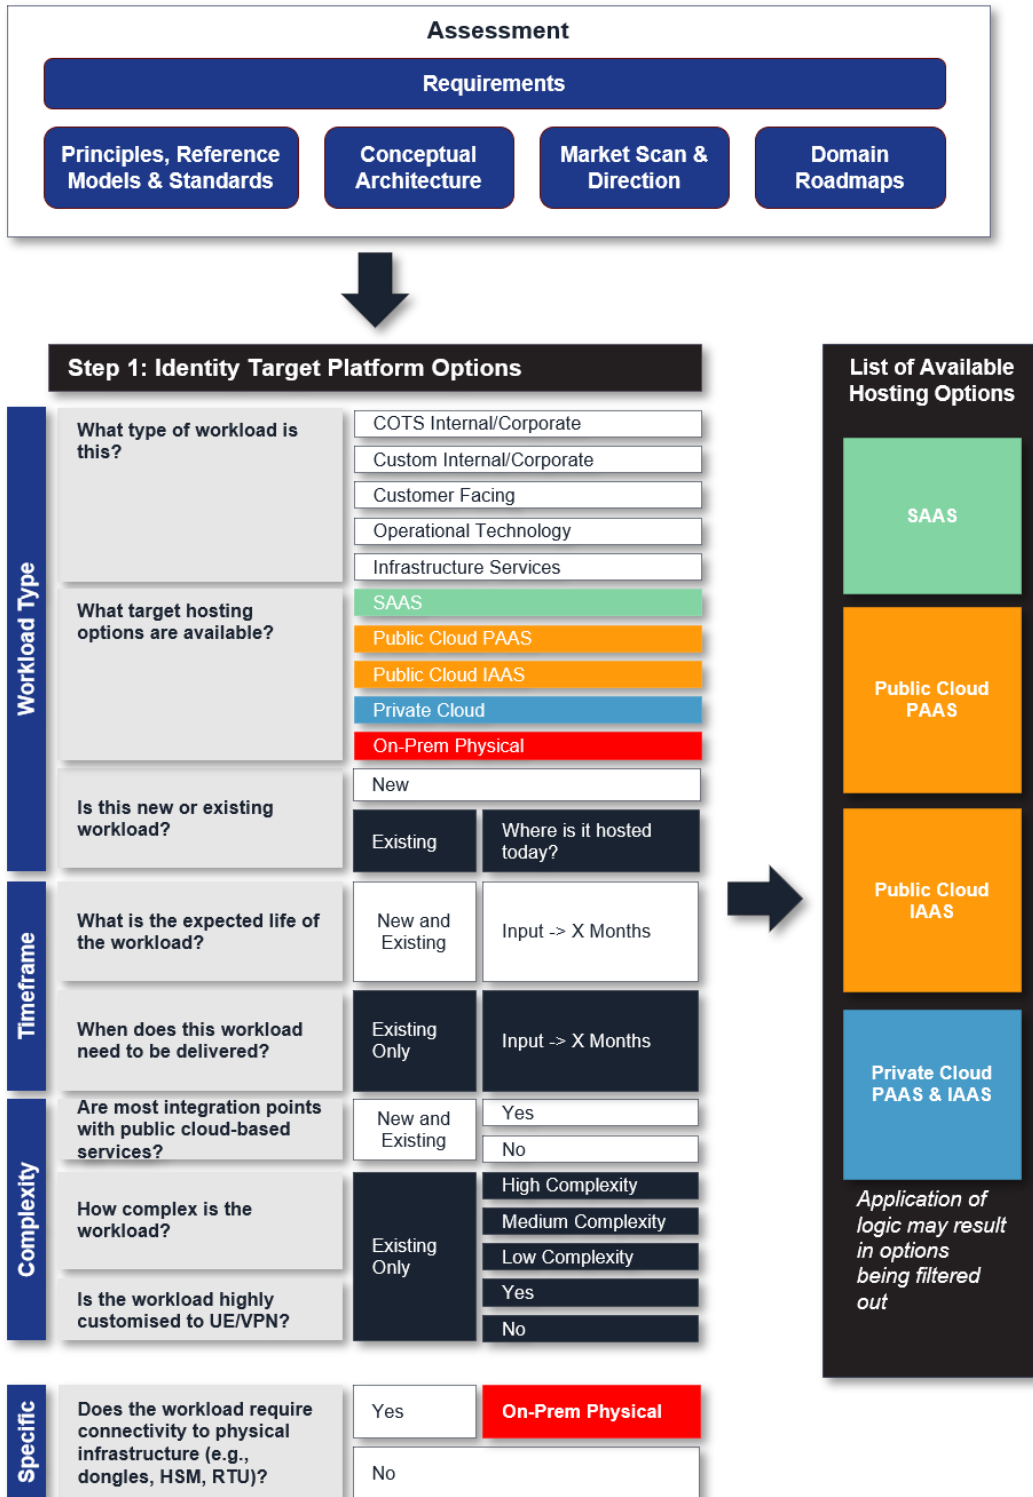 Assessment
Requirements
Principles, Reference
Models & Standards
Conceptual
Architecture
Market Scan &
Direction
Domain
Roadmaps
Step 1: Identity Target Platform Options
Workload Type
What type of workload is
this?
COTS Internal/Corporate
Custom Internal/Corporate
Customer Facing
Operational Technology
Infrastructure Services
What target hosting
options are available?
SAAS
Public Cloud PAAS
Public Cloud IAAS
Private Cloud
On-Prem Physical
Is this new or existing
workload?
New
Existing
Where is it hosted
today?
Timeframe
What is the expected life of
the workload?
New and
Existing
Input -> X Months
When does this workload
need to be delivered?
Existing
Only
Input -> X Months
Complexity
Are most integration points
with public cloud-based
services?
New and
Existing
Yes
No
How complex is the
workload?
Existing
Only
High Complexity
Medium Complexity
Low Complexity
Is the workload highly
customised to UE/VPN?
Yes
No
Specific
Does the workload require
connectivity to physical
infrastructure (e.g.,
dongles, HSM, RTU)?
Yes
On-Prem Physical
No
List of Available
Hosting Options
SAAS
Public Cloud
PAAS
Public Cloud
IAAS
Private Cloud
PAAS & IAAS
Application of
logic may result
in options
being filtered
out